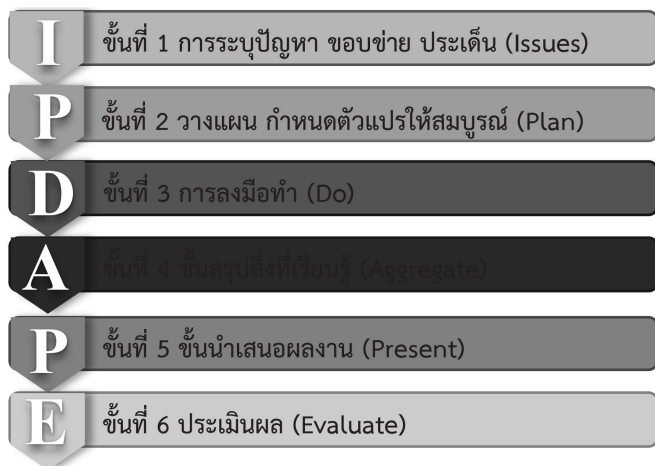 I ขั้นที่ 1 การระบุปัญหา ขอบข่าย ประเด็น (Issues)
P ขั้นที่ 2 วางแผน กำหนดตัวแปรให้สมบูรณ์ (Plan)
D ขั้นที่ 3 การลงมือทำ (Do)
A ขั้นที่ 4 ขั้นสรุปสิ่งที่เรียนรู้ (Aggregate)
P ขั้นที่ 5 ขั้นนำเสนอผลงาน (Present)
E ขั้นที่ 6 ประเมินผล (Evaluate)